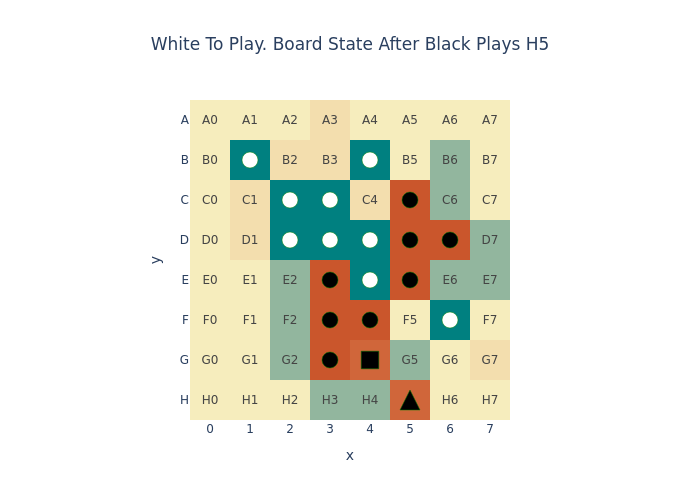 White To Play. Board State After Black Plays H5
A A0 A1 A2 A3 A4 A5 A6 A7
B B0 B2 B3 B5 B6 B7
C C0 C1 C4 C6 C7
D D0 D1 D7
y
E E0 E1 E2 E6 E7
F F0 F1 F2 F5 F7
G G0 G1 G2 G5 G6 G7
H H0 H1 H2 H3 H4 H6 H7
0 1 2 3 4 5 6 7
x